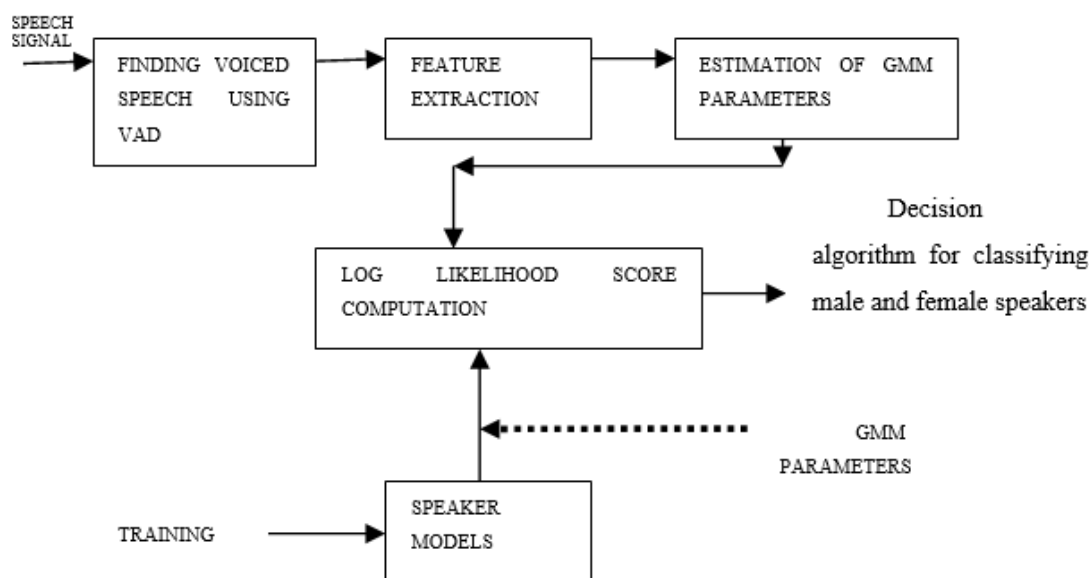 SPEECH
SIGNAL
FINDING VOICED
SPEECH USING
VAD
FEATURE
EXTRACTION
ESTIMATION OF GMM
PARAMETERS
Decision
algorithm for classifying
male and female speakers
LOG LIKELIHOOD SCORE
COMPUTATION
GMM
PARAMETERS
TRAINING
SPEAKER
MODELS